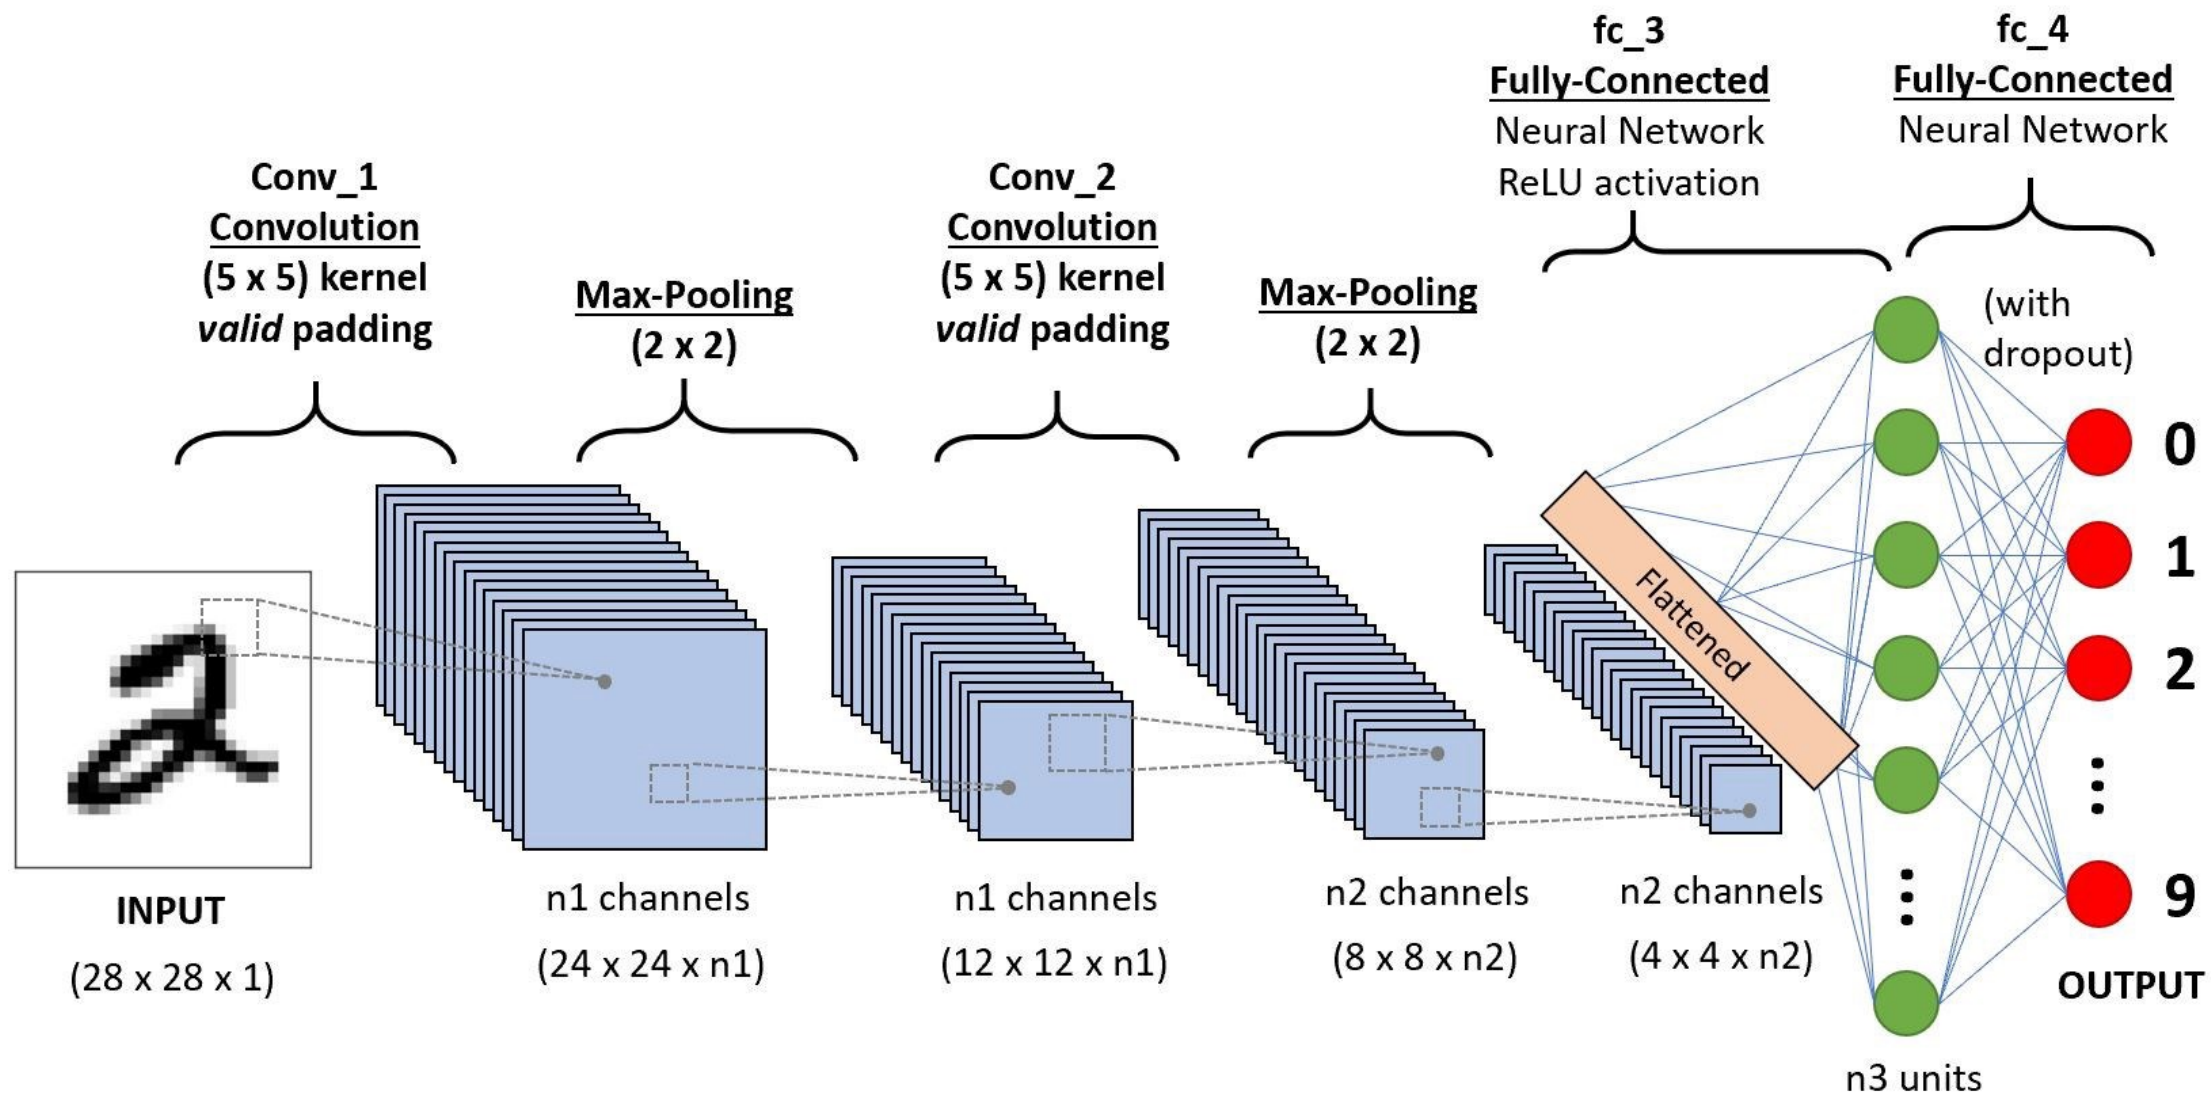 Conv_1
Convolution
(5 x 5) kernel
valid padding
Max-Pooling
(2 x 2)
Conv_2
Convolution
(5 x 5) kernel
valid padding
Max-Pooling
(2 x 2)
fc_3
Fully-Connected
Neural Network
ReLU activation
fc_4
Fully-Connected
Neural Network
(with
dropout)
2
INPUT
(28 x 28 x 1)
n1 channels
(24 x 24 x n1)
n1 channels
(12 x 12 x n1)
n2 channels
(8 x 8 x n2)
n2 channels
(4 x 4 x n2)
Flattened
n3 units
0
1
2
9
OUTPUT